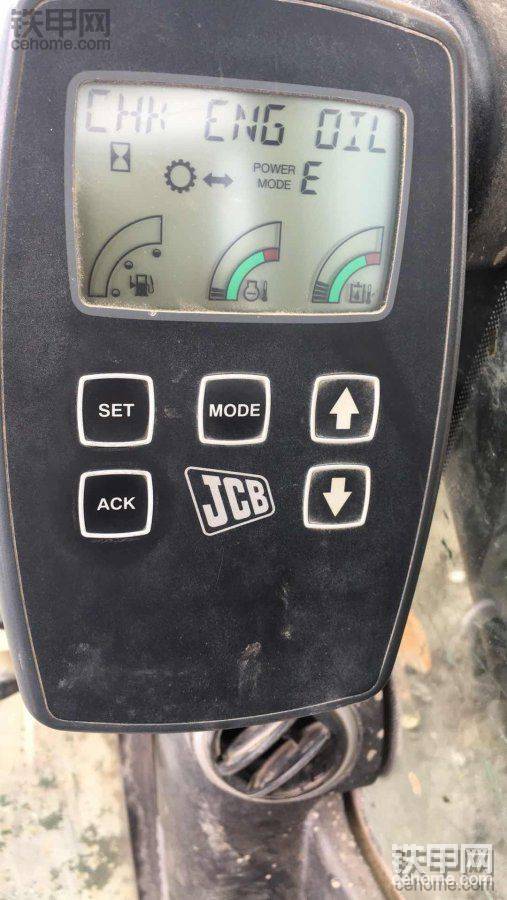 铁甲网
cehome.com
CHK ENG OIL
POWER
MODE E
SET
MODE
ACK
JCB
铁甲网
cehome.com